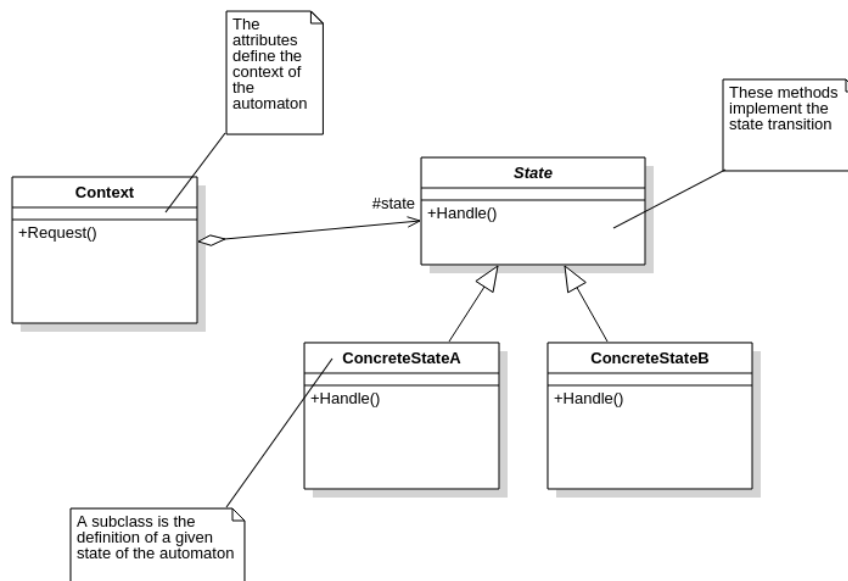 The
attributes
define the
context of
the
automaton
These methods
implement the
state transition
Context
+Request()
#state
State
+Handle()
ConcreteStateA
+Handle()
ConcreteStateB
+Handle()
A subclass is the
definition of a given
state of the automaton